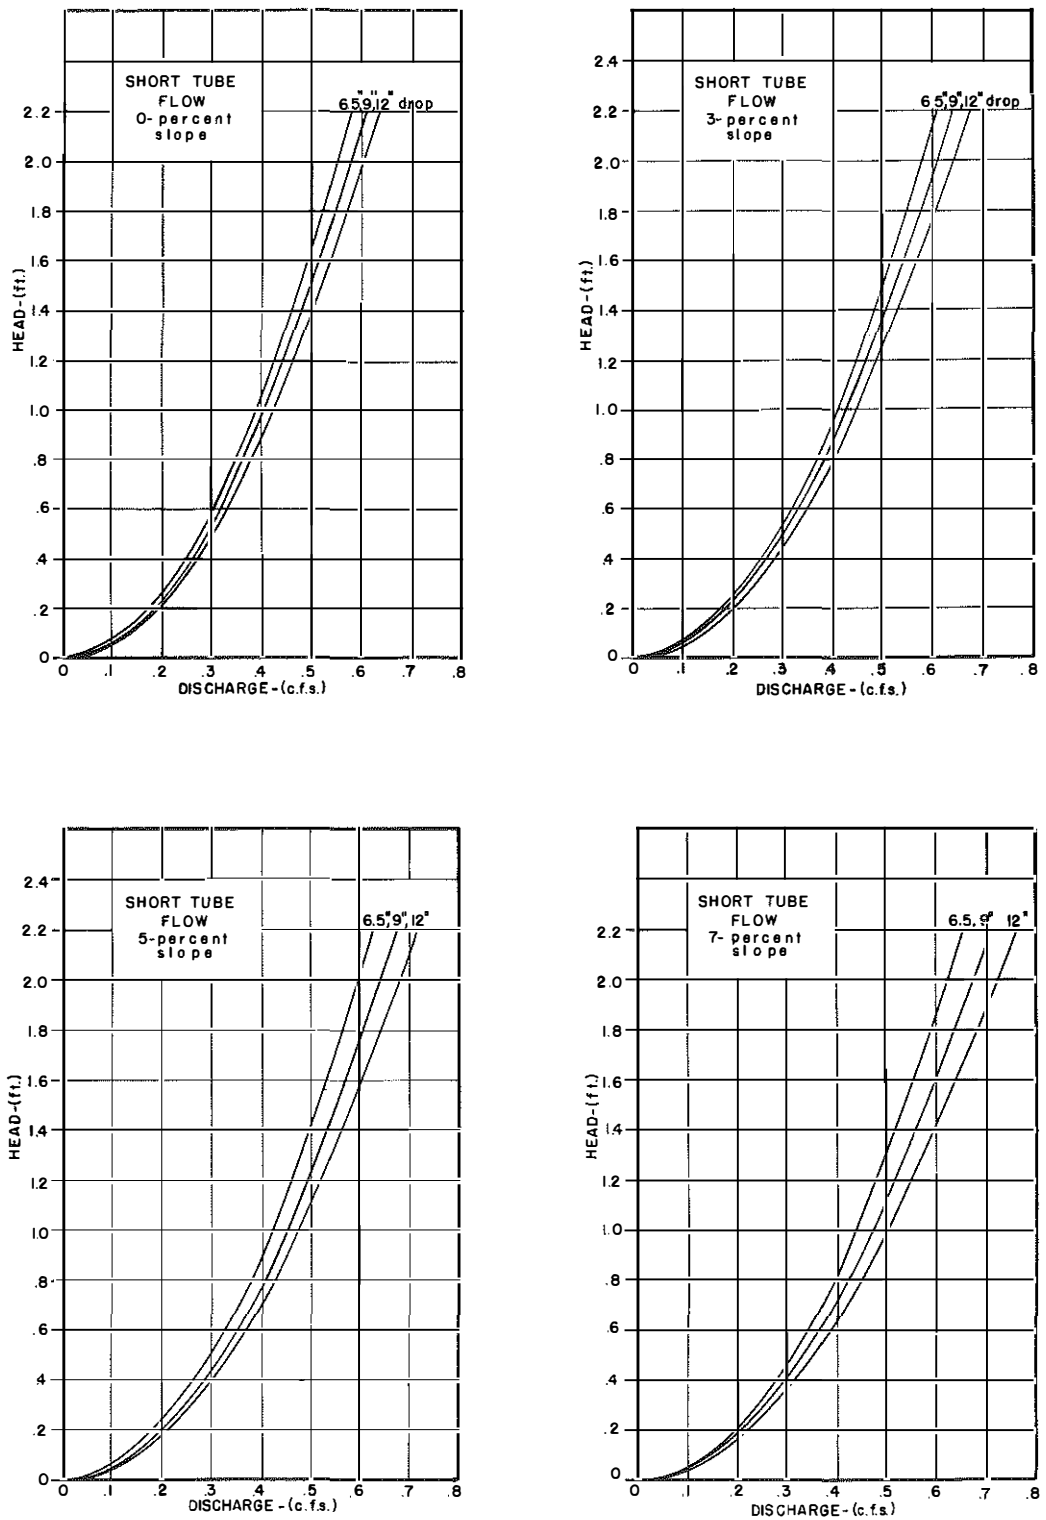 SHORT TUBE
FLOW
0-percent
slope
6.5,9,12" drop
2.2
2.0
1.8
1.6
1.4
1.2
1.0
.8
.6
.4
.2
0
HEAD-(ft.)
0 .1 .2 .3 .4 .5 .6 .7 .8
DISCHARGE-(c.f.s.)
SHORT TUBE
FLOW
3-percent
slope
6.5",9",12" drop
2.4
2.2
2.0
1.8
1.6
1.4
1.2
1.0
.8
.6
.4
.2
0
HEAD-(ft.)
0 .1 .2 .3 .4 .5 .6 .7 .8
DISCHARGE-(c.f.s.)
SHORT TUBE
FLOW
5-percent
slope
6.5",9",12"
2.4
2.2
2.0
1.8
1.6
1.4
1.2
1.0
.8
.6
.4
.2
0
HEAD-(ft.)
0 .1 .2 .3 .4 .5 .6 .7 .8
DISCHARGE-(c.f.s.)
SHORT TUBE
FLOW
7-percent
slope
6.5, 9" 12"
2.2
2.0
1.8
1.6
1.4
1.2
1.0
.8
.6
.4
.2
0
HEAD-(ft.)
0 .1 .2 .3 .4 .5 .6 .7 .8
DISCHARGE-(c.f.s.)